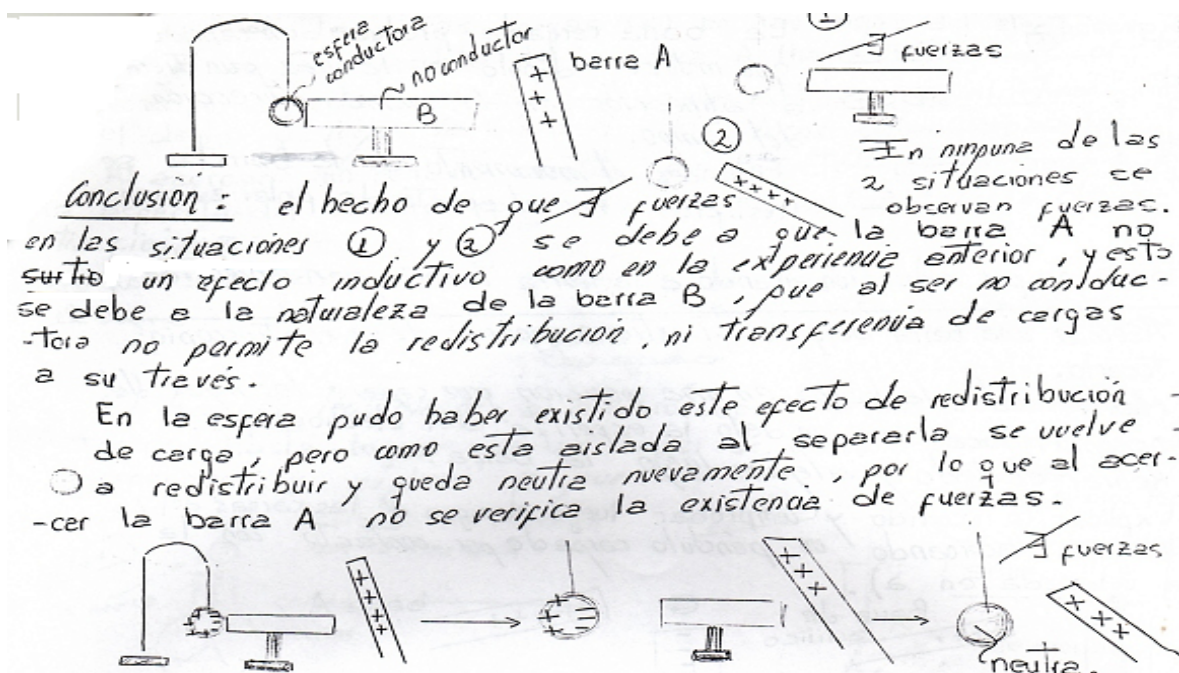 ①
esfera
conductora
no conductor
B
+ + +
barra A
∄ fuerzas
②
+ + + +
En ninguna de las
2 situaciones se
observan fuerzas.
Conclusión: el hecho de que ∄ fuerzas
en las situaciones ① y ② se debe a que la barra A no
surtio un efecto inductivo como en la experiencia anterior, y esto
se debe a la naturaleza de la barra B, que al ser no conduc-
-tora no permite la redistribución, ni transferencia de cargas
a su través.
En la esfera pudo haber existido este efecto de redistribución
de carga, pero como esta aislada al separarla se vuelve
a redistribuir y queda neutra nuevamente, por lo que al acer-
-cer la barra A no se verifica la existencia de fuerzas.
+ + +
+ + +
∄ fuerzas
+ + +
neutra.